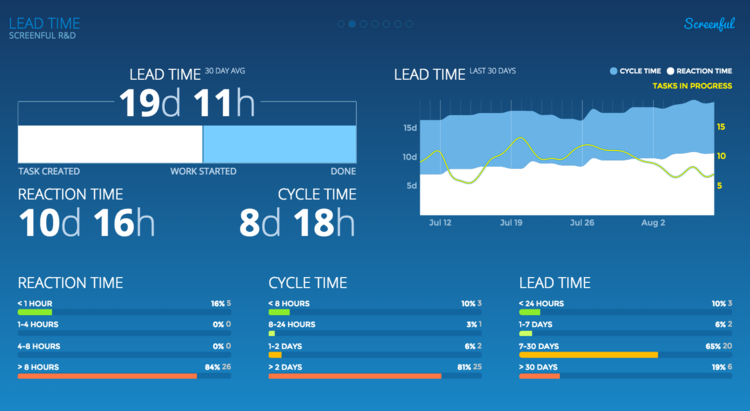 LEAD TIME
SCREENFUL R&D
Screenful
LEAD TIME 30 DAY AVG
19d 11h
TASK CREATED WORK STARTED DONE
REACTION TIME CYCLE TIME
10d 16h 8d 18h
LEAD TIME LAST 30 DAYS
CYCLE TIME REACTION TIME
TASKS IN PROGRESS
15d 15
10d 10
5d 5
Jul 12 Jul 19 Jul 26 Aug 2
REACTION TIME
< 1 HOUR 16% 5
1-4 HOURS 0% 0
4-8 HOURS 0% 0
> 8 HOURS 84% 26
CYCLE TIME
< 8 HOURS 10% 3
8-24 HOURS 3% 1
1-2 DAYS 6% 2
> 2 DAYS 81% 25
LEAD TIME
< 24 HOURS 10% 3
1-7 DAYS 6% 2
7-30 DAYS 65% 20
> 30 DAYS 19% 6